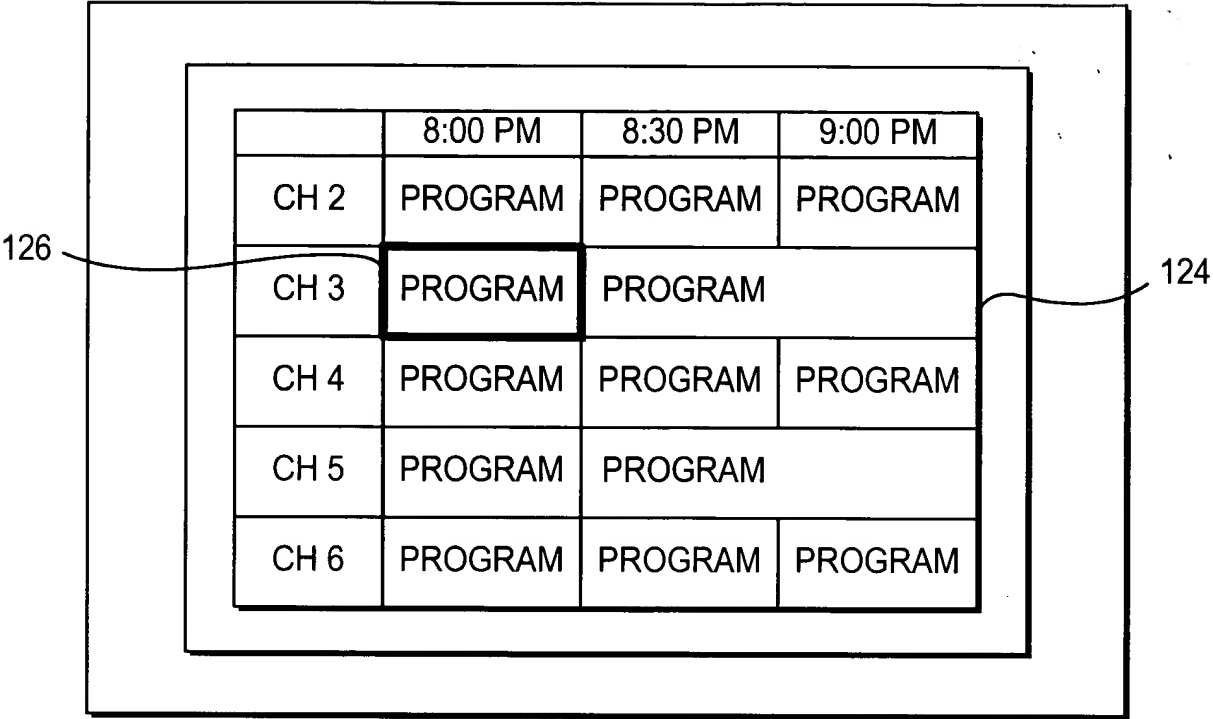 8:00 PM 8:30 PM 9:00 PM
CH 2 PROGRAM PROGRAM PROGRAM
126
CH 3 PROGRAM PROGRAM
124
CH 4 PROGRAM PROGRAM PROGRAM
CH 5 PROGRAM PROGRAM
CH 6 PROGRAM PROGRAM PROGRAM